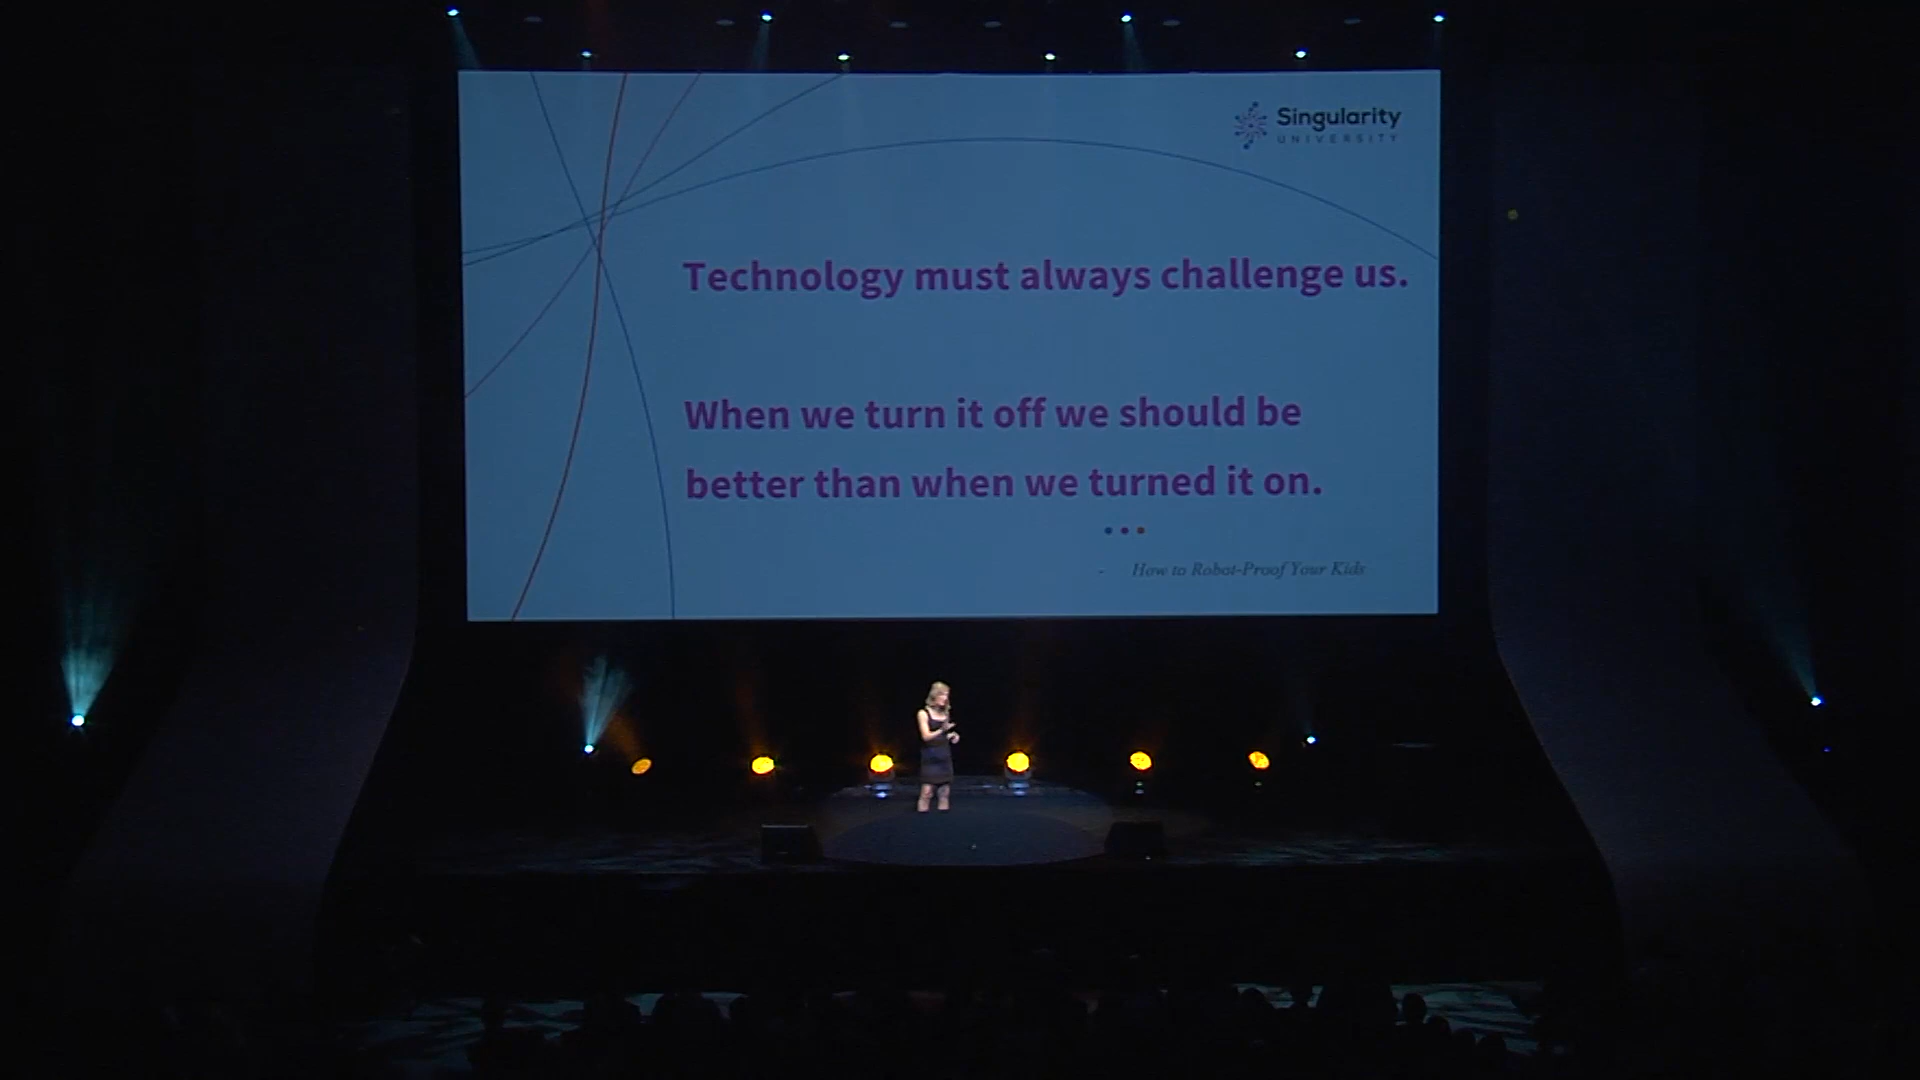 Singularity
UNIVERSITY
Technology must always challenge us.
When we turn it off we should be
better than when we turned it on.
- How to Robot-Proof Your Kids